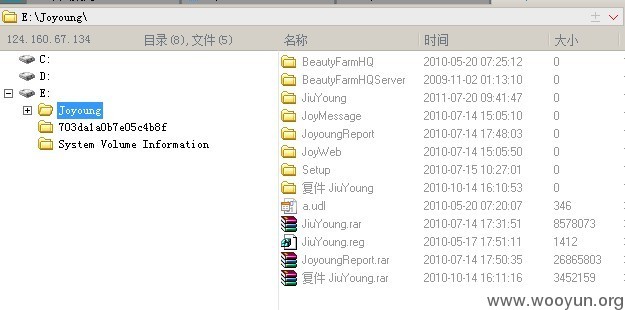 E:\Joyoung\
124.160.67.134 目录(8),文件(5) 名称 时间 大小
C:
D:
E:
Joyoung
703da1a0b7e05c4b8f
System Volume Information
BeautyFarmHQ 2010-05-20 07:25:12 0
BeautyFarmHQServer 2009-11-02 01:13:10 0
JiuYoung 2011-07-20 09:41:47 0
JoyMessage 2010-07-14 15:05:10 0
JoyoungReport 2010-07-14 17:48:03 0
JoyWeb 2010-07-14 15:05:50 0
Setup 2010-07-15 10:27:01 0
复件 JiuYoung 2010-10-14 16:10:53 0
a.udl 2010-05-20 07:20:07 346
JiuYoung.rar 2010-07-14 17:31:51 8578073
JiuYoung.reg 2010-05-17 17:51:11 1412
JoyoungReport.rar 2010-07-14 17:50:35 26865803
复件 JiuYoung.rar 2010-10-14 16:11:16 3452159
www.wooyun.org